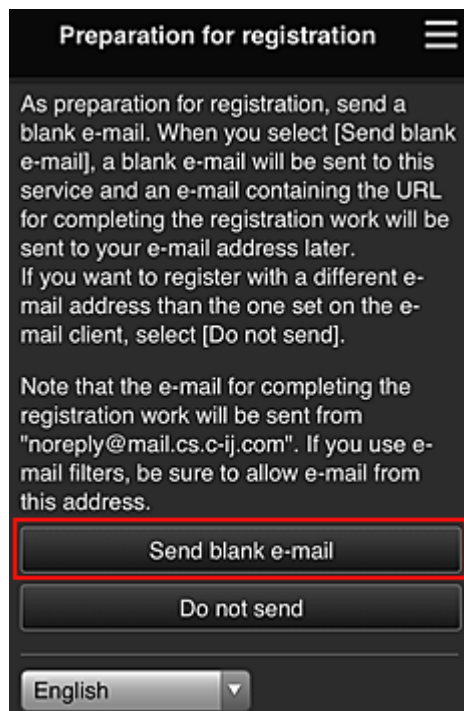 Preparation for registration
As preparation for registration, send a
blank e-mail. When you select [Send blank
e-mail], a blank e-mail will be sent to this
service and an e-mail containing the URL
for completing the registration work will be
sent to your e-mail address later.
If you want to register with a different e-
mail address than the one set on the e-
mail client, select [Do not send].
Note that the e-mail for completing the
registration work will be sent from
"noreply@mail.cs.c-ij.com". If you use e-
mail filters, be sure to allow e-mail from
this address.
Send blank e-mail
Do not send
English